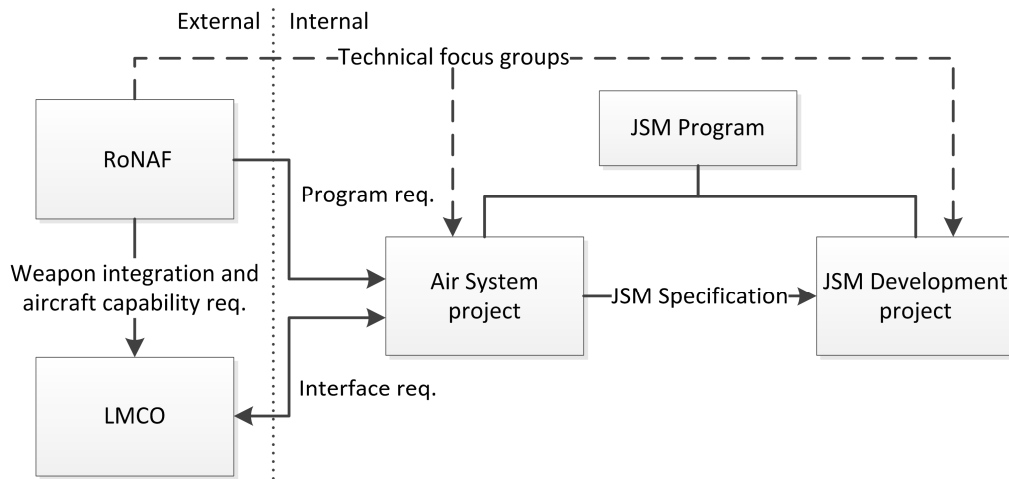 External
Internal
Technical focus groups
RoNAF
JSM Program
Program req.
Weapon integration and
aircraft capability req.
Air System
project
JSM Specification
JSM Development
project
Interface req.
LMCO